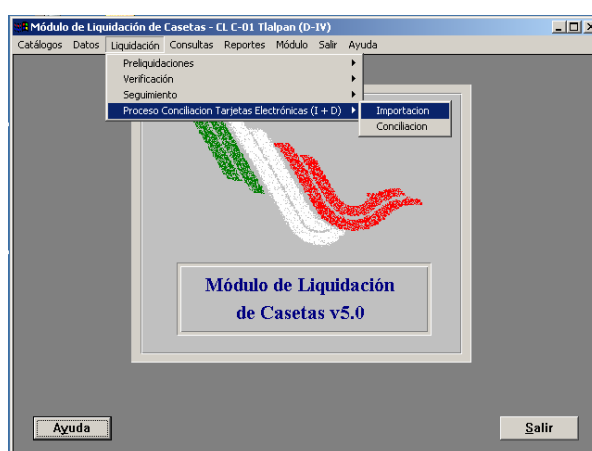 Módulo de Liquidación de Casetas - CL C-01 Tlalpan (D-IV)
Catálogos Datos Liquidación Consultas Reportes Módulo Salir Ayuda
Preliquidaciones
Verificación
Seguimiento
Proceso Conciliacion Tarjetas Electrónicas (I + D) Importacion
Conciliacion
Módulo de Liquidación
de Casetas v5.0
Ayuda Salir